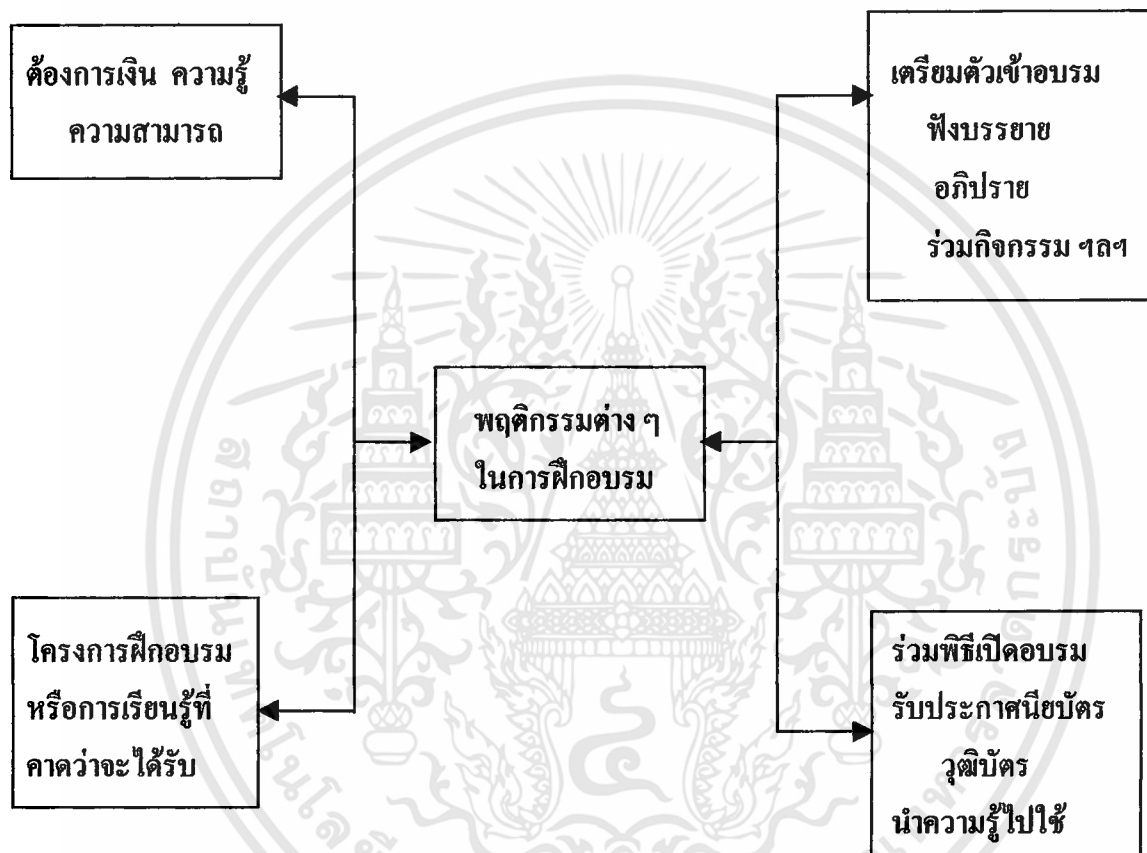 ต้องการเงิน ความรู้
ความสามารถ
เตรียมตัวเข้าอบรม
ฟังบรรยาย
อภิปราย
ร่วมกิจกรรม ฯลฯ
พฤติกรรมต่าง ๆ
ในการฝึกอบรม
โครงการฝึกอบรม
หรือการเรียนรู้ที่
คาดว่าจะได้รับ
ร่วมพิธีเปิดอบรม
รับประกาศนียบัตร
วุฒิบัตร
นำความรู้ไปใช้